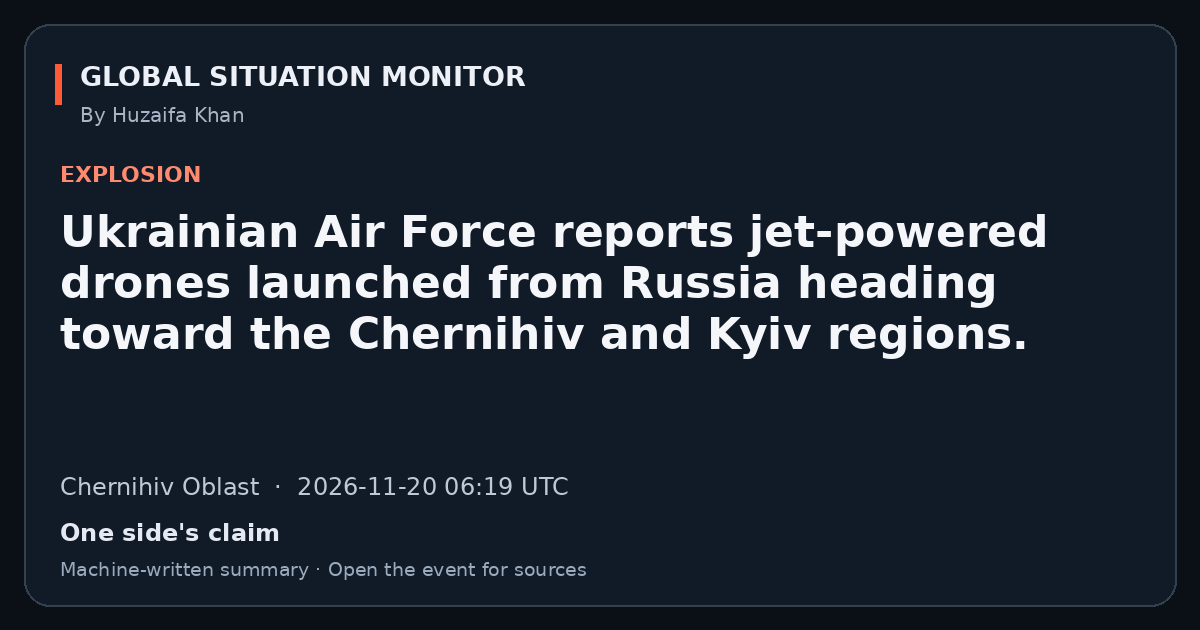 GLOBAL SITUATION MONITOR
By Huzaifa Khan
EXPLOSION
Ukrainian Air Force reports jet-powered
drones launched from Russia heading
toward the Chernihiv and Kyiv regions.
Chernihiv Oblast · 2026-11-20 06:19 UTC
One side's claim
Machine-written summary · Open the event for sources